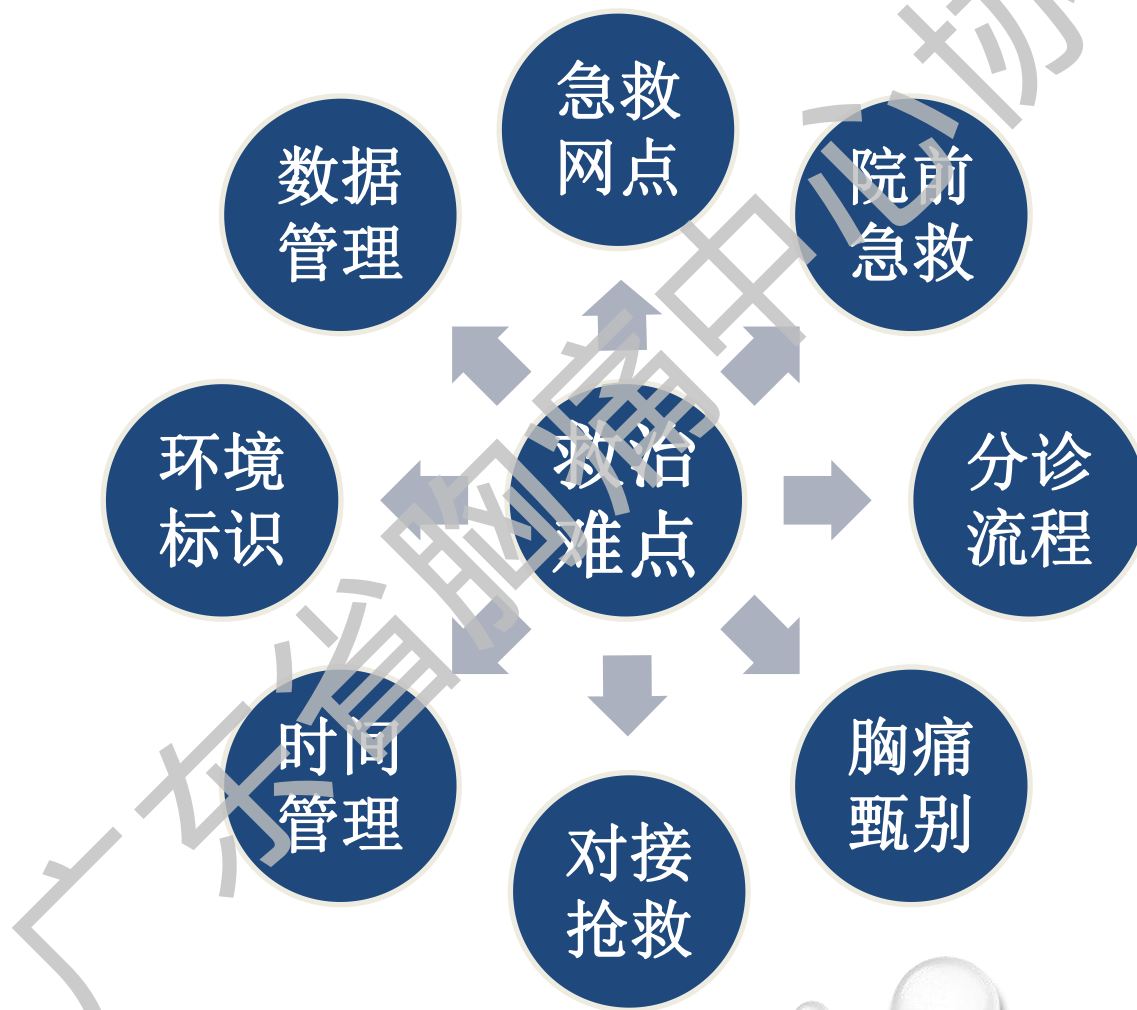 急救
网点
数据
管理
院前
急救
环境
标识
救治
难点
分诊
流程
时间
管理
胸痛
甄别
对接
抢救
广东省胸痛中心协